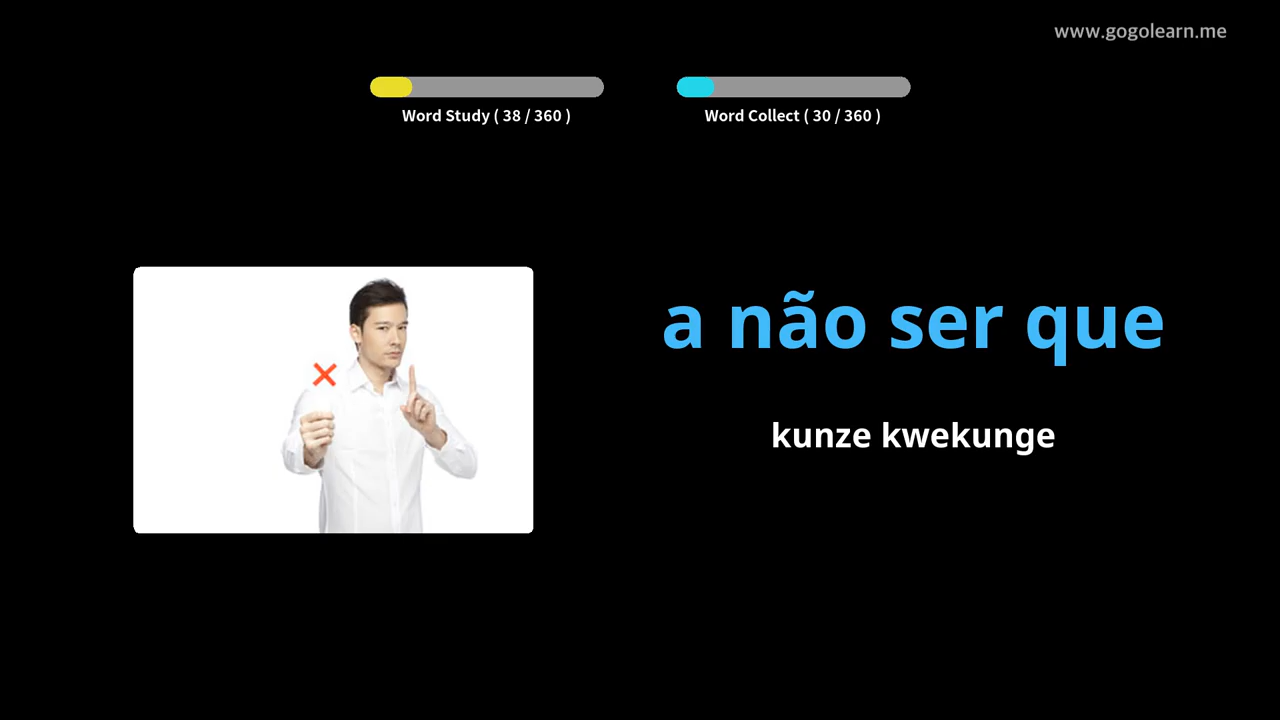 www.gogolearn.me
Word Study ( 38 / 360 )
Word Collect ( 30 / 360 )
a não ser que
kunze kwekunge